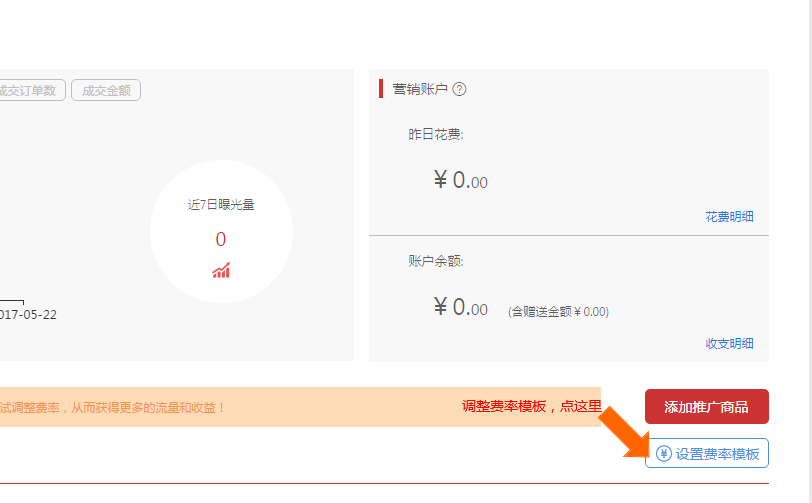 成交订单数 成交金额
营销账户 ?
昨日花费:
¥ 0.00
近7日曝光量
0
花费明细
账户余额:
¥ 0.00 (含赠送金额¥0.00)
017-05-22
收支明细
试调整费率，从而获得更多的流量和收益！ 调整费率模板，点这里 添加推广商品
¥ 设置费率模板